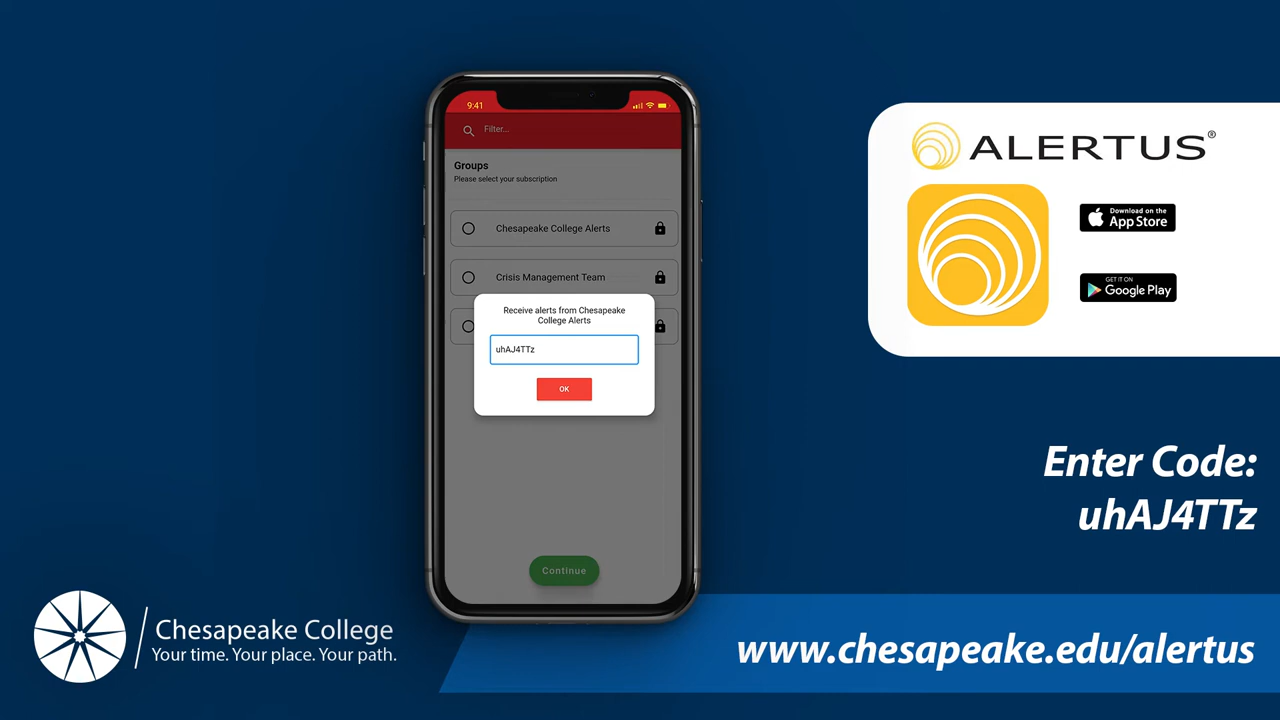 9:41
Filter...
Groups
Please select your subscription
Chesapeake College Alerts
Crisis Management Team
Receive alerts from Chesapeake
College Alerts
uhAJ4TTz
OK
Continue
ALERTUS®
Download on the
App Store
GET IT ON
Google Play
Enter Code:
uhAJ4TTz
Chesapeake College
Your time. Your place. Your path.
www.chesapeake.edu/alertus